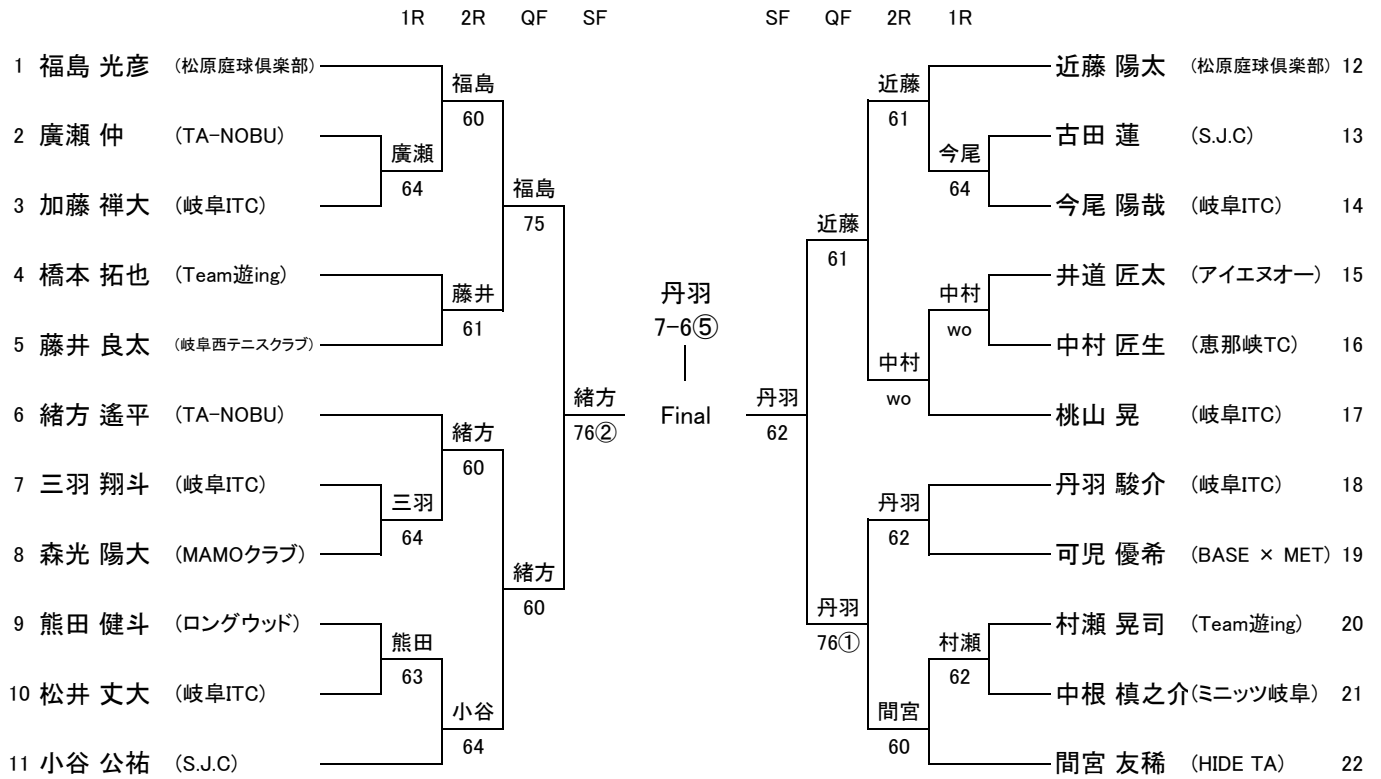 1R 2R QF SF SF QF 2R 1R
1 福島 光彦 (松原庭球倶楽部) 近藤 陽太 (松原庭球倶楽部) 12
福島 近藤
60 61
2 廣瀬 仲 (TA-NOBU) 古田 蓮 (S.J.C) 13
廣瀬 今尾
64 64
3 加藤 禅大 (岐阜ITC) 今尾 陽哉 (岐阜ITC) 14
福島 近藤
75 61
4 橋本 拓也 (Team遊ing) 井道 匠太 (アイエヌオー) 15
藤井 丹羽 中村
61 7-6⑤ wo
5 藤井 良太 (岐阜西テニスクラブ) 中村 匠生 (恵那峡TC) 16
中村
wo
6 緒方 遙平 (TA-NOBU) 緒方 Final 丹羽 桃山 晃 (岐阜ITC) 17
76② 62
緒方
60
7 三羽 翔斗 (岐阜ITC) 丹羽 駿介 (岐阜ITC) 18
三羽 丹羽
64 62
8 森光 陽大 (MAMOクラブ) 可児 優希 (BASE × MET) 19
緒方 丹羽
60 76①
9 熊田 健斗 (ロングウッド) 村瀬 晃司 (Team遊ing) 20
熊田 村瀬
63 62
10 松井 丈大 (岐阜ITC) 中根 槙之介 (ミニッツ岐阜) 21
小谷 間宮
64 60
11 小谷 公祐 (S.J.C) 間宮 友稀 (HIDE TA) 22